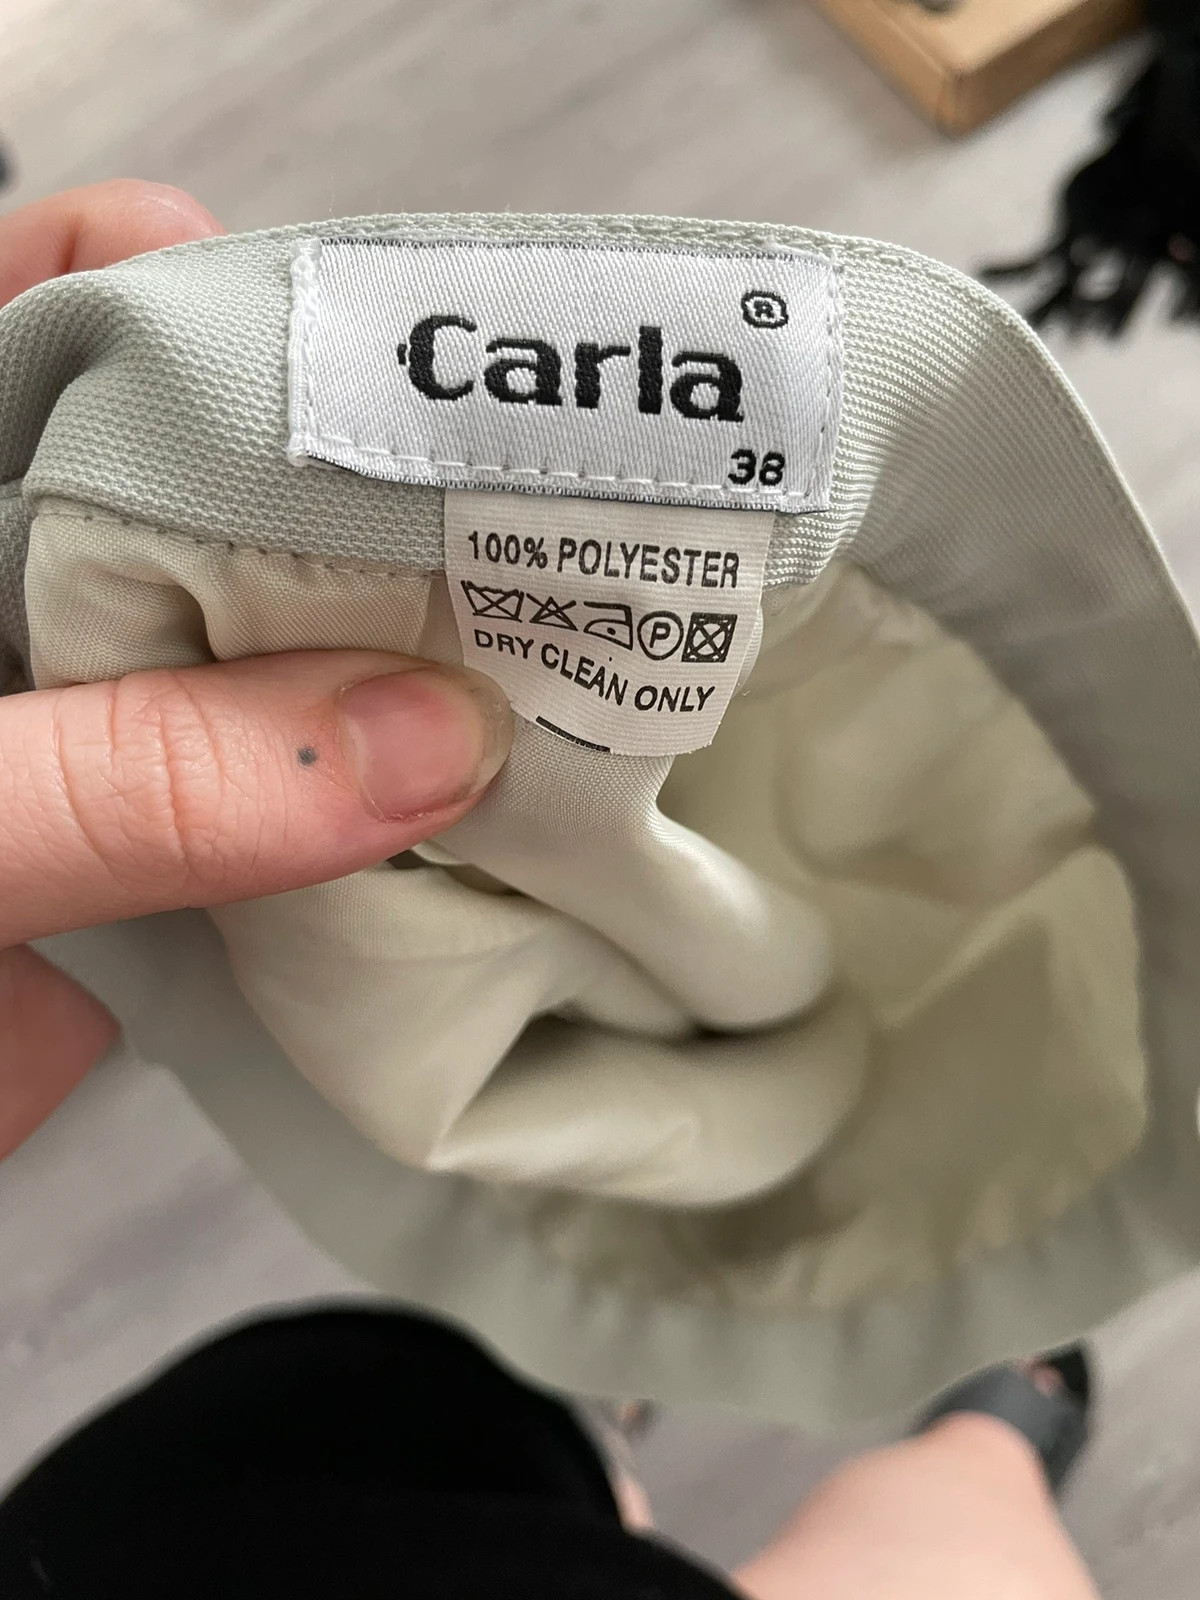 Carla®
38
100% POLYESTER
P
DRY CLEAN ONLY